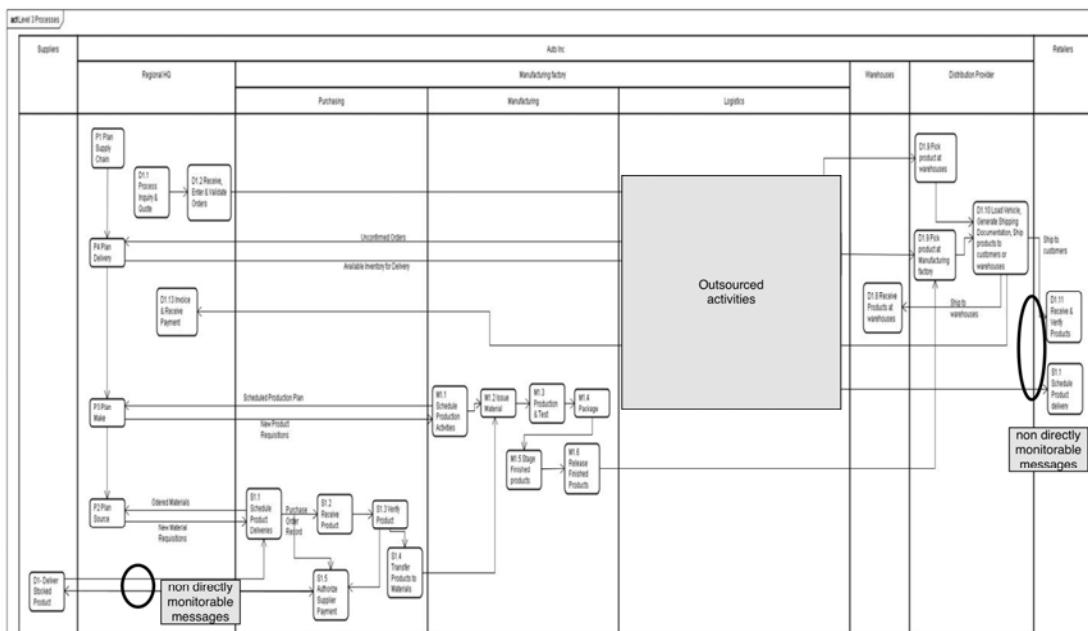 act Level 3 Processes
Suppliers
Auto Inc
Retailers
Regional HG
Manufacturing factory
Warehouses
Distribution Provider
Purchasing
Manufacturing
Logistics
P1 Plan
Supply
Chain
D1.1
Process
Inquiry &
Quote
D1.2 Receive,
Enter & Validate
Orders
D1.9 Pick
product at
warehouses
D1.10 Load Vehicle,
Generate Shipping
Documentation, Ship
products to
customers or
warehouses
Unconfirmed Orders
P4 Plan
Delivery
Available Inventory for Delivery
D1.9 Pick
product at
Manufacturing
factory
Ship to
customers
Outsourced
activities
D1.13 Invoice
& Receive
Payment
D1.8 Receive
Products at
warehouses
Ship to
warehouses
D1.11
Receive &
Verify
Products
S1.1
Schedule
Product
delivery
Scheduled Production Plan
P3 Plan
Make
New Product
Requisitions
M1.1
Schedule
Production
Activities
M1.2 Issue
Material
M1.3
Production
& Test
M1.4
Package
non directly
monitorable
messages
M1.5 Stage
Finished
products
M1.6
Release
Finished
Products
Odered Materials
P2 Plan
Source
New Material
Requisitions
S1.1
Schedule
Product
Deliveries
Purchase
Order
Record
S1.2
Receive
Product
S1.3 Verify
Product
S1.4
Transfer
Products to
Materials
D1- Deliver
Stocked
Product
non directly
monitorable
messages
S1.5
Authorize
Supplier
Payment